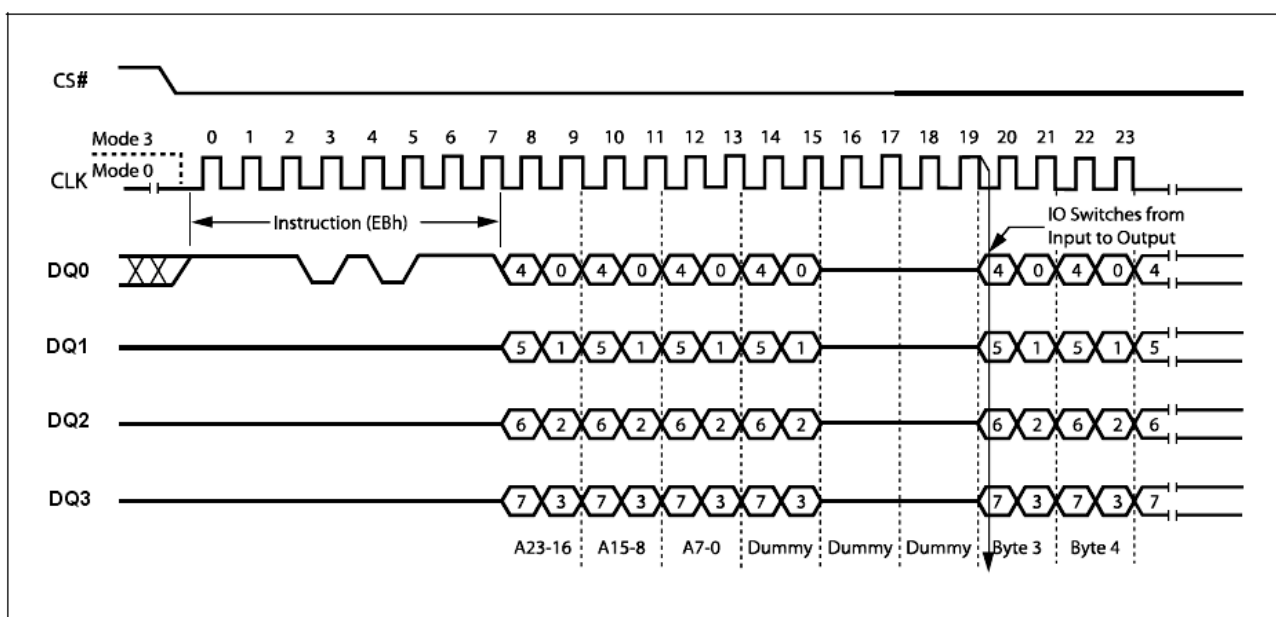 CS#
Mode 3
0 1 2 3 4 5 6 7 8 9 10 11 12 13 14 15 16 17 18 19 20 21 22 23
CLK
Mode 0
Instruction (EBh)
IO Switches from
Input to Output
DQ0
4 0 4 0 4 0 4 0 4 0 4 0 4
DQ1
5 1 5 1 5 1 5 1 5 1 5 1 5
DQ2
6 2 6 2 6 2 6 2 6 2 6 2 6
DQ3
7 3 7 3 7 3 7 3 7 3 7 3 7
A23-16 A15-8 A7-0 Dummy Dummy Dummy Byte 3 Byte 4